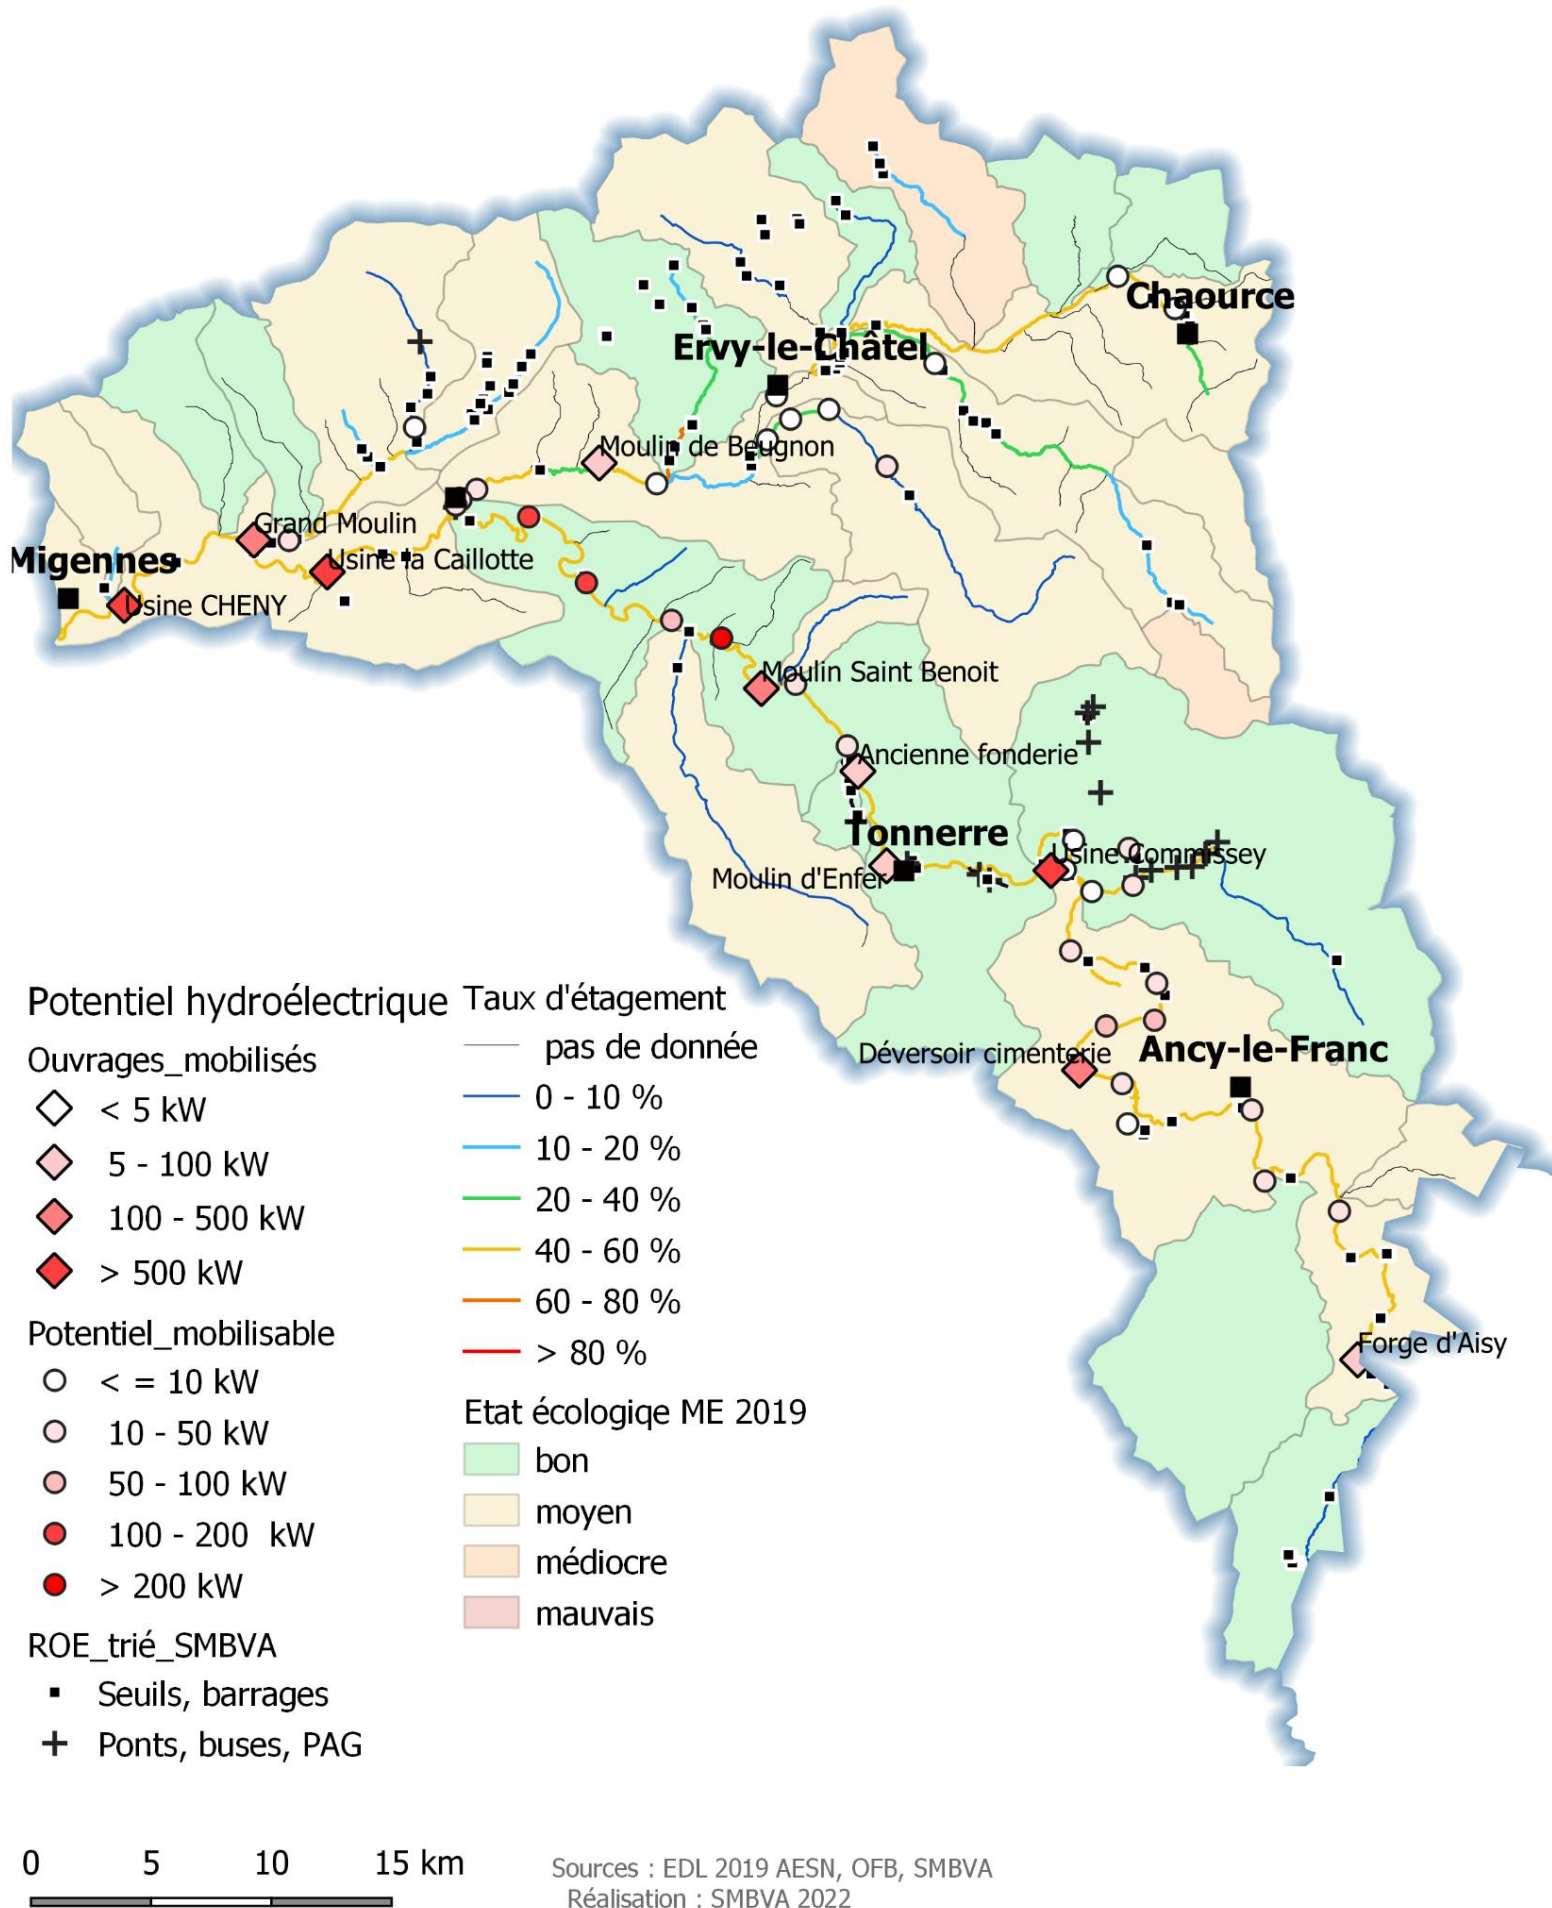 Chaource
Ervy-le-Châtel
Moulin de Beugnon
Grand Moulin
Migennes
Usine la Caillotte
Usine CHENY
Moulin Saint Benoit
Ancienne fonderie
Tonnerre
Usine Commissey
Moulin d'Enfer
Déversoir cimenterie
Ancy-le-Franc
Forge d'Aisy
Potentiel hydroélectrique
Ouvrages_mobilisés
< 5 kW
5 - 100 kW
100 - 500 kW
> 500 kW
Potentiel_mobilisable
< = 10 kW
10 - 50 kW
50 - 100 kW
100 - 200 kW
> 200 kW
ROE_trié_SMBVA
Seuils, barrages
Ponts, buses, PAG
Taux d'étagement
pas de donnée
0 - 10 %
10 - 20 %
20 - 40 %
40 - 60 %
60 - 80 %
> 80 %
Etat écologiqe ME 2019
bon
moyen
médiocre
mauvais
0 5 10 15 km
Sources : EDL 2019 AESN, OFB, SMBVA
Réalisation : SMBVA 2022